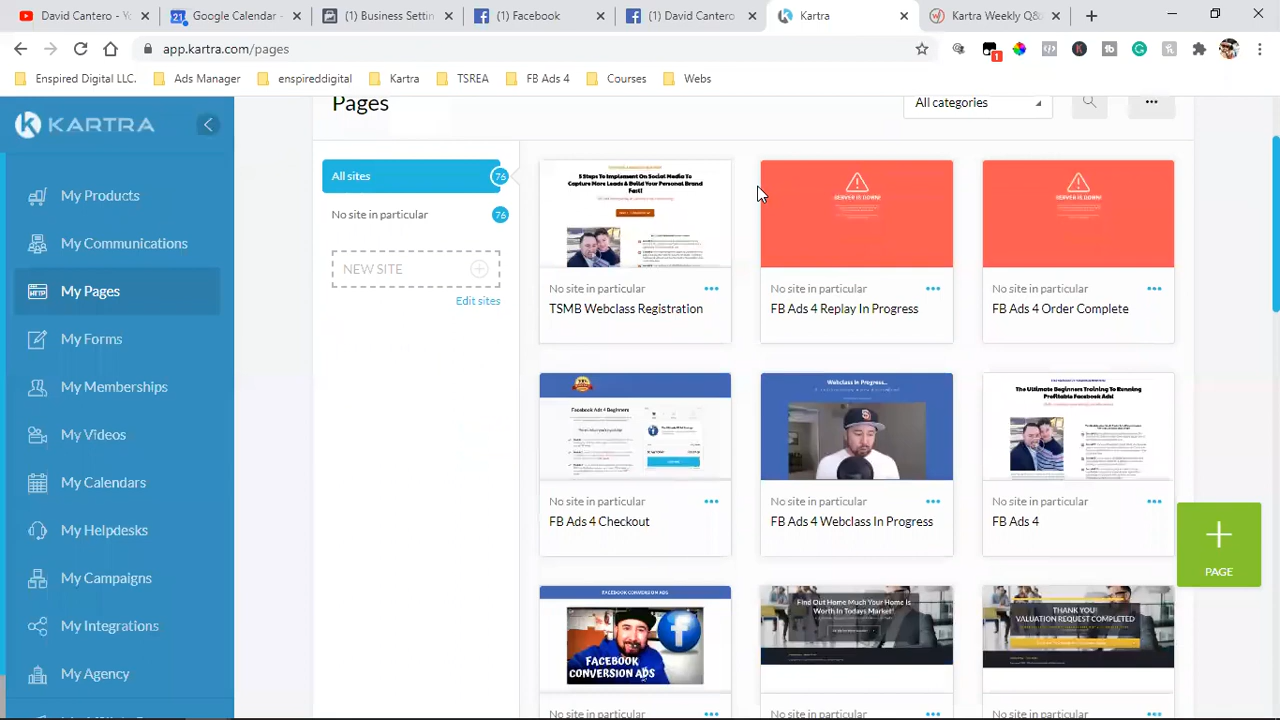 David Cantero - Yo
Google Calendar -
(1) Business Settin
(1) Facebook
(1) David Cantero
Kartra
Kartra Weekly Q&
app.kartra.com/pages
1
Enspired Digital LLC.
Ads Manager
enspireddigital
Kartra
TSREA
FB Ads 4
Courses
Webs
KARTRA
My Products
My Communications
My Pages
My Forms
My Memberships
My Videos
My Calendars
My Helpdesks
My Campaigns
My Integrations
My Agency
Pages
All categories
All sites
76
No site in particular
76
NEW SITE
Edit sites
5 Steps To Implement On Social Media To
Capture More Leads & Build Your Personal Brand
Fast!
No site in particular
TSMB Webclass Registration
SERVER IS DOWN!
No site in particular
FB Ads 4 Replay In Progress
SERVER IS DOWN!
No site in particular
FB Ads 4 Order Complete
Facebook Ads 4 Beginners
No site in particular
FB Ads 4 Checkout
Webclass In Progress...
No site in particular
FB Ads 4 Webclass In Progress
The Ultimate Beginners Training To Running
Profitable Facebook Ads!
No site in particular
FB Ads 4
FACEBOOK CONVERSION ADS
FACEBOOK
CONVERSION ADS
No site in particular
Find Out Home Much Your Home Is
Worth In Todays Market!
No site in particular
THANK YOU!
VALUATION REQUEST COMPLETED
No site in particular
PAGE